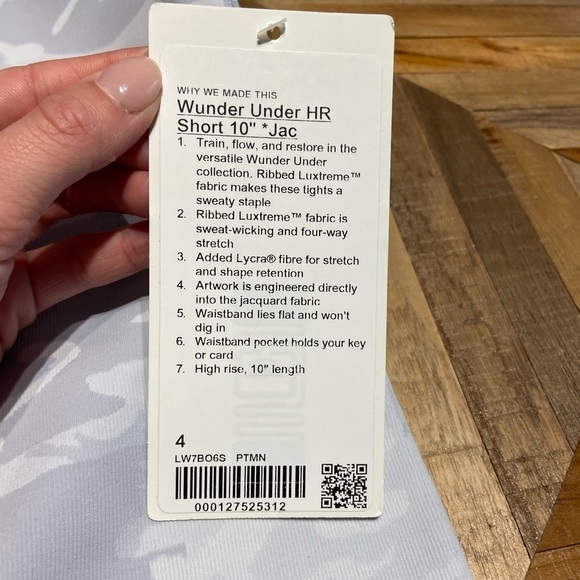 WHY WE MADE THIS
Wunder Under HR
Short 10" *Jac
1. Train, flow, and restore in the
versatile Wunder Under
collection. Ribbed Luxtreme™
fabric makes these tights a
sweaty staple
2. Ribbed Luxtreme™ fabric is
sweat-wicking and four-way
stretch
3. Added Lycra® fibre for stretch
and shape retention
4. Artwork is engineered directly
into the jacquard fabric
5. Waistband lies flat and won't
dig in
6. Waistband pocket holds your key
or card
7. High rise, 10" length
4
LW7BO6S PTMN
000127525312